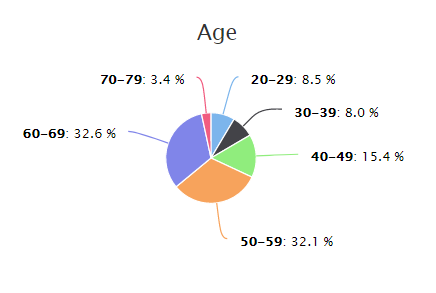 Age
70-79: 3.4 %
20-29: 8.5 %
30-39: 8.0 %
60-69: 32.6 %
40-49: 15.4 %
50-59: 32.1 %